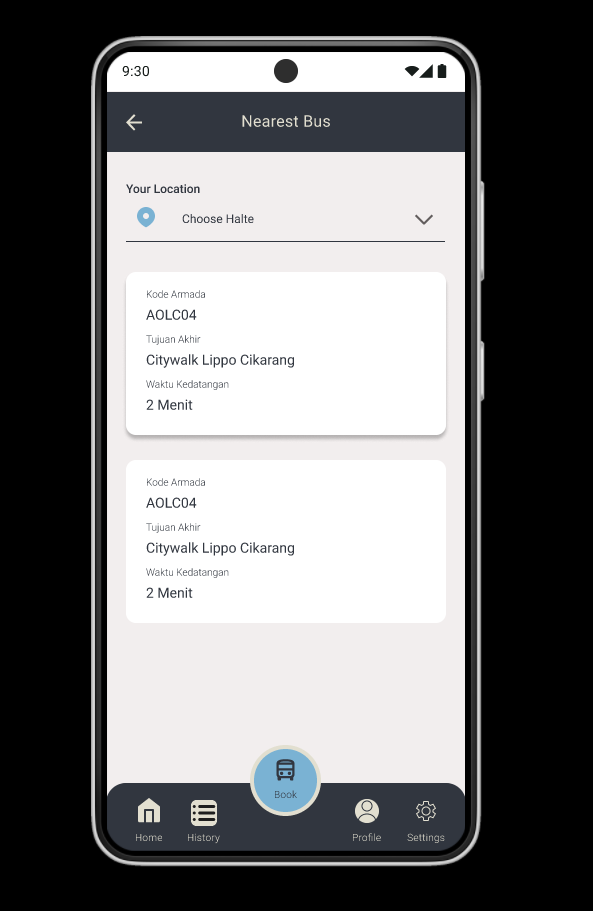 9:30
Nearest Bus
Your Location
Choose Halte
Kode Armada
AOLC04
Tujuan Akhir
Citywalk Lippo Cikarang
Waktu Kedatangan
2 Menit
Kode Armada
AOLC04
Tujuan Akhir
Citywalk Lippo Cikarang
Waktu Kedatangan
2 Menit
Book
Home History Profile Settings